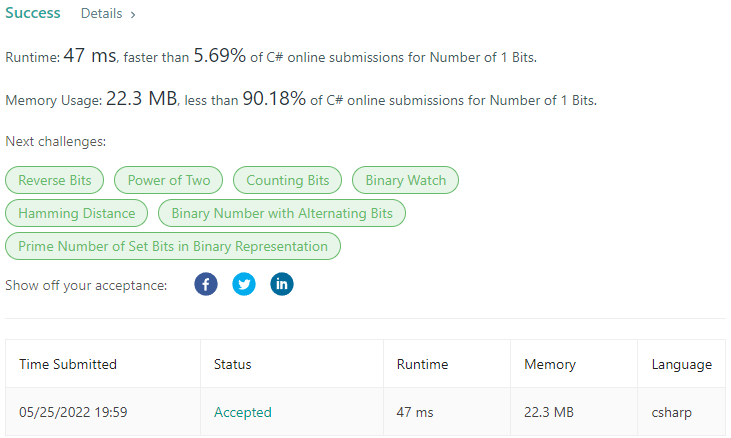 Success Details >
Runtime: 47 ms, faster than 5.69% of C# online submissions for Number of 1 Bits.
Memory Usage: 22.3 MB, less than 90.18% of C# online submissions for Number of 1 Bits.
Next challenges:
Reverse Bits Power of Two Counting Bits Binary Watch
Hamming Distance Binary Number with Alternating Bits
Prime Number of Set Bits in Binary Representation
Show off your acceptance: f in
Time Submitted Status Runtime Memory Language
05/25/2022 19:59 Accepted 47 ms 22.3 MB csharp